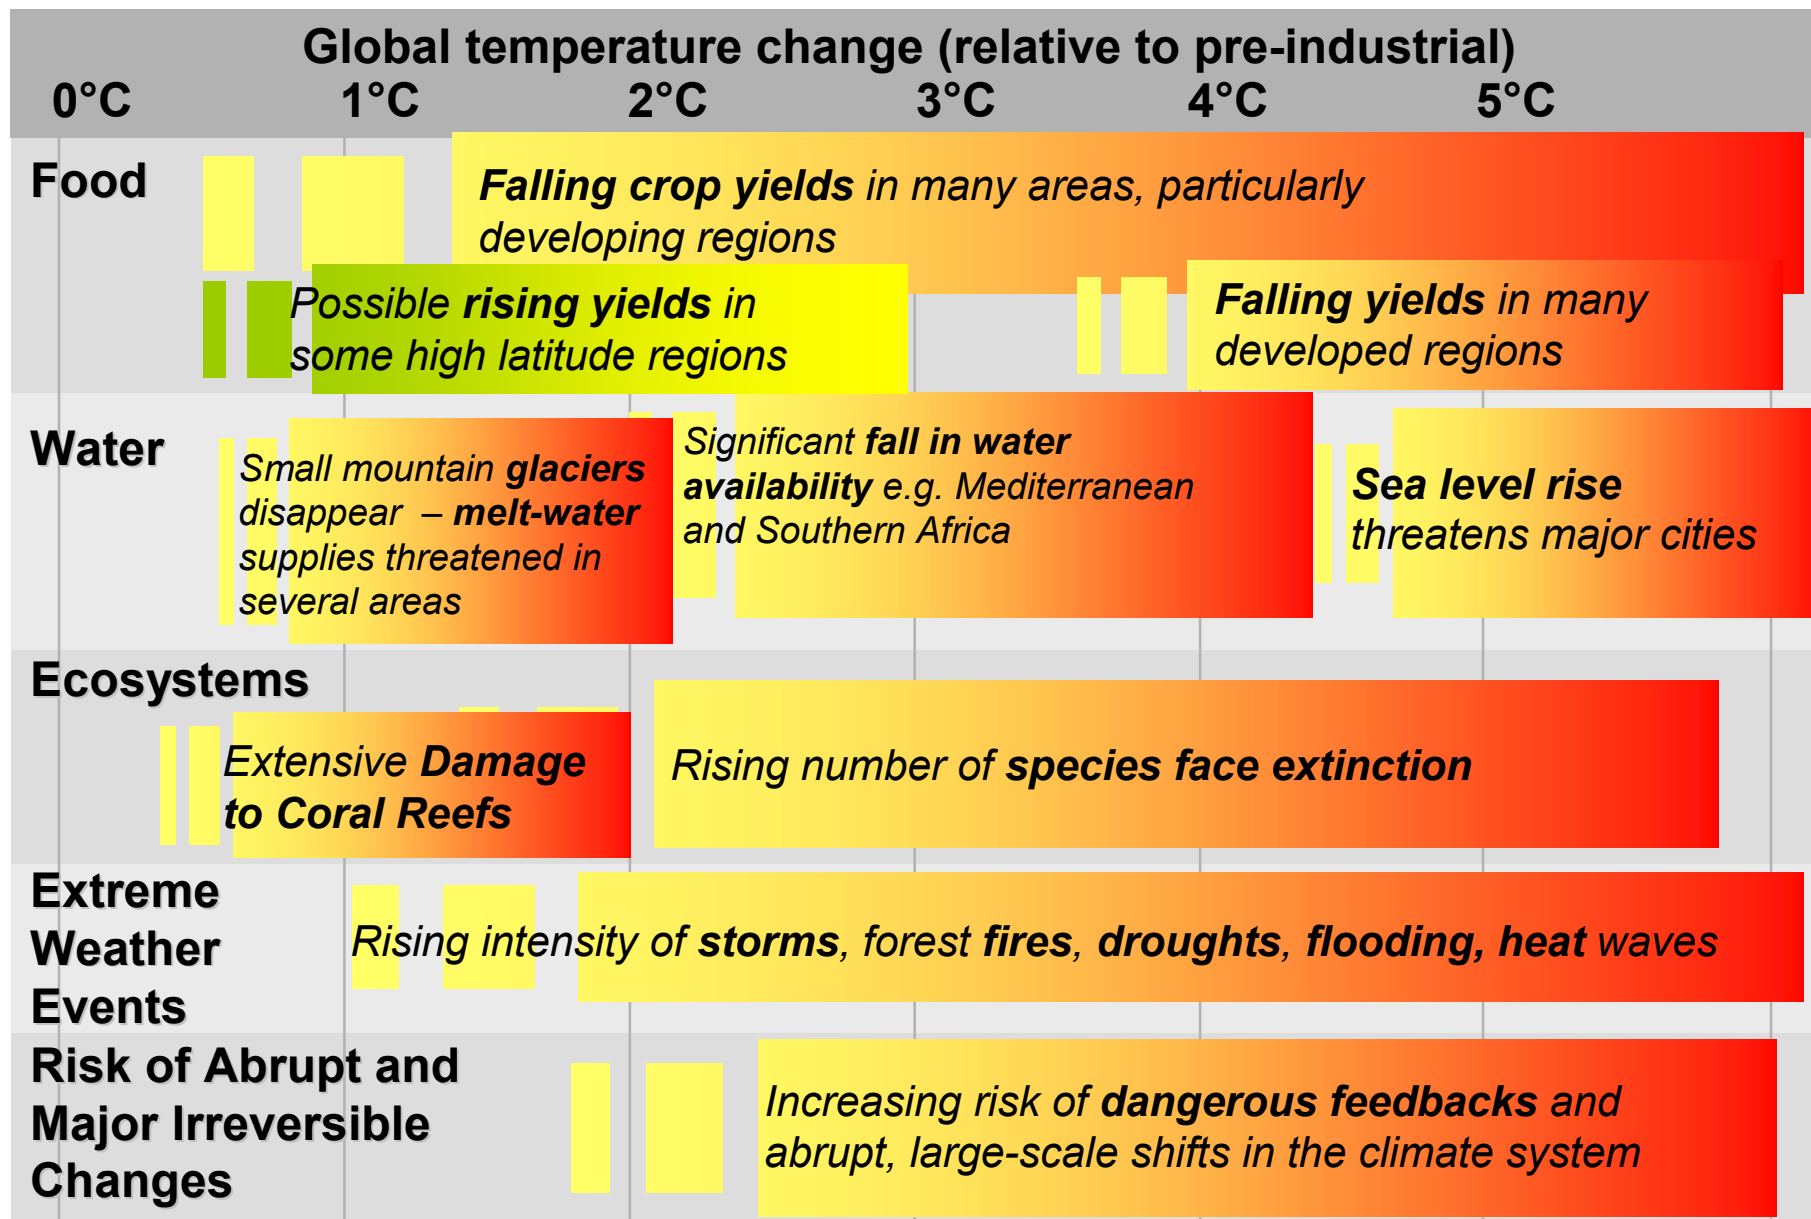 Global temperature change (relative to pre-industrial)
0°C 1°C 2°C 3°C 4°C 5°C
Food
Falling crop yields in many areas, particularly
developing regions
Possible rising yields in
some high latitude regions
Falling yields in many
developed regions
Water
Small mountain glaciers
disappear – melt-water
supplies threatened in
several areas
Significant fall in water
availability e.g. Mediterranean
and Southern Africa
Sea level rise
threatens major cities
Ecosystems
Extensive Damage
to Coral Reefs
Rising number of species face extinction
Extreme
Weather
Events
Rising intensity of storms, forest fires, droughts, flooding, heat waves
Risk of Abrupt and
Major Irreversible
Changes
Increasing risk of dangerous feedbacks and
abrupt, large-scale shifts in the climate system